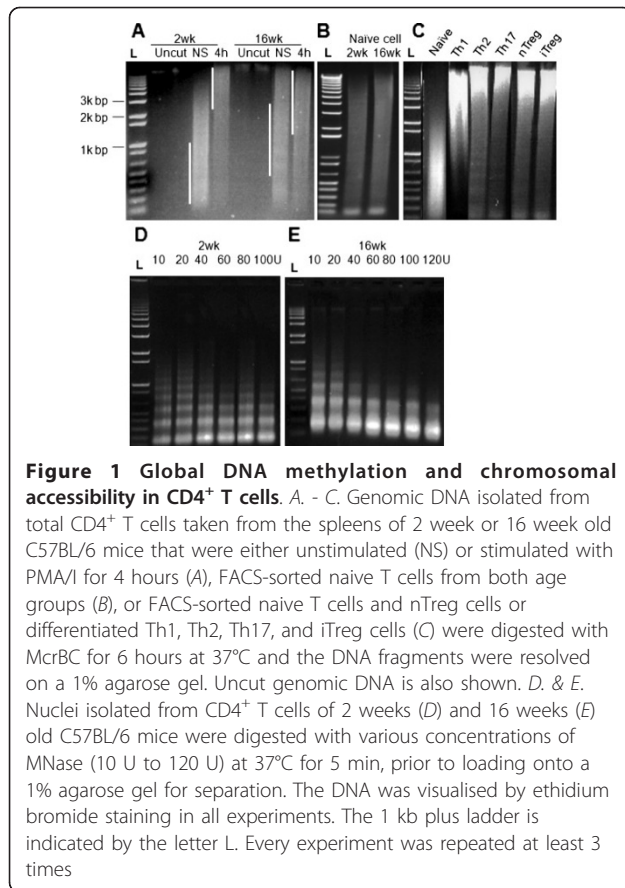 A
B
C
2wk
16wk
Naïve cell
L
Uncut
NS
4h
Uncut
NS
4h
L
2wk
16wk
L
Naïve
Th1
Th2
Th17
nTreg
iTreg
3k bp
2k bp
1k bp
D
2wk
L
10
20
40
60
80
100U
E
16wk
L
10
20
40
60
80
100
120U
Figure 1 Global DNA methylation and chromosomal
accessibility in CD4⁺ T cells. A. - C. Genomic DNA isolated from
total CD4⁺ T cells taken from the spleens of 2 week or 16 week old
C57BL/6 mice that were either unstimulated (NS) or stimulated with
PMA/I for 4 hours (A), FACS-sorted naive T cells from both age
groups (B), or FACS-sorted naive T cells and nTreg cells or
differentiated Th1, Th2, Th17, and iTreg cells (C) were digested with
McrBC for 6 hours at 37°C and the DNA fragments were resolved
on a 1% agarose gel. Uncut genomic DNA is also shown. D. & E.
Nuclei isolated from CD4⁺ T cells of 2 weeks (D) and 16 weeks (E)
old C57BL/6 mice were digested with various concentrations of
MNase (10 U to 120 U) at 37°C for 5 min, prior to loading onto a
1% agarose gel for separation. The DNA was visualised by ethidium
bromide staining in all experiments. The 1 kb plus ladder is
indicated by the letter L. Every experiment was repeated at least 3
times